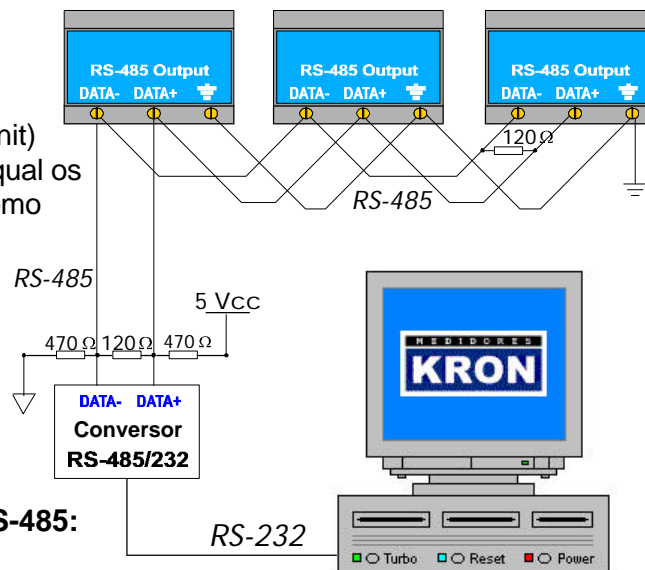 RS-485 Output RS-485 Output RS-485 Output
DATA- DATA+ DATA- DATA+ DATA- DATA+
nit)
qual os
omo
120 Ω
RS-485
RS-485
5 Vcc
470 Ω 120 Ω 470 Ω
DATA- DATA+
Conversor
RS-485/232
MEDIDORES
KRON
S-485:
RS-232
Turbo Reset Power